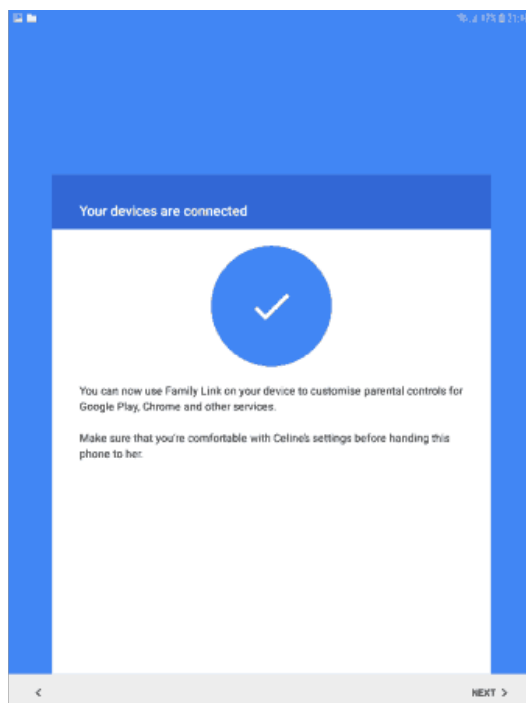 Your devices are connected
You can now use Family Link on your device to customise parental controls for
Google Play, Chrome and other services.
Make sure that you're comfortable with Celine's settings before handing this
phone to her.
NEXT